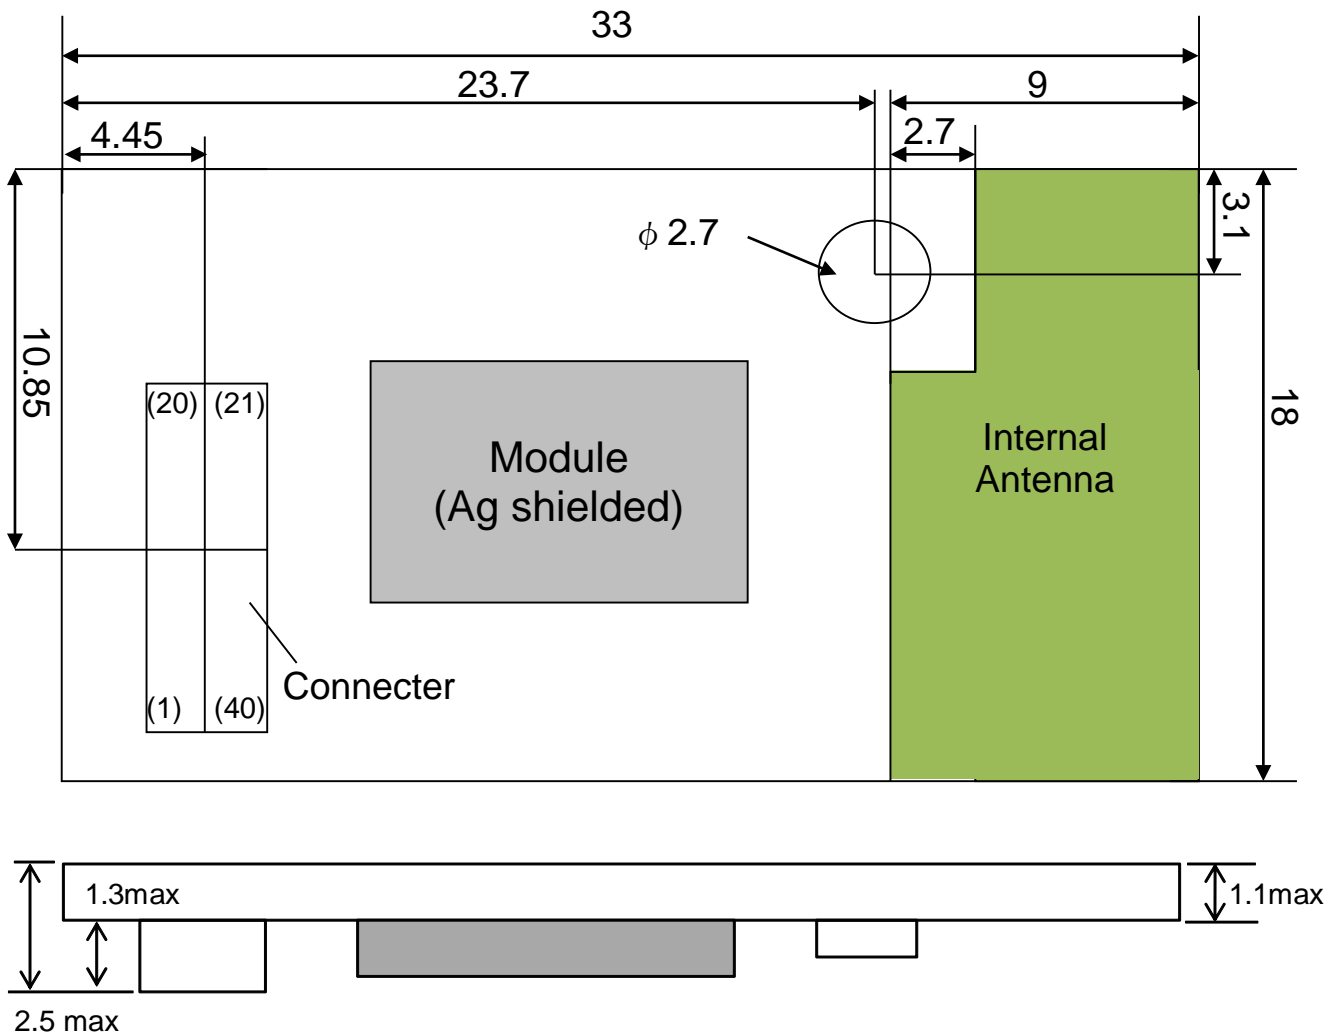 33
23.7
9
4.45
2.7
3.1
ϕ 2.7
10.85
18
(20) (21)
Module
(Ag shielded)
Internal
Antenna
Connecter
(1) (40)
1.3max
1.1max
2.5 max